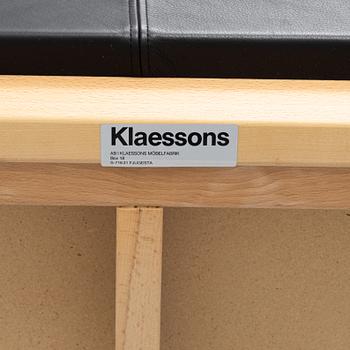 Klaessons
AB I KLAESSONS MÖBELFABRIK
Box 18
S-716 21 FJUGESTA